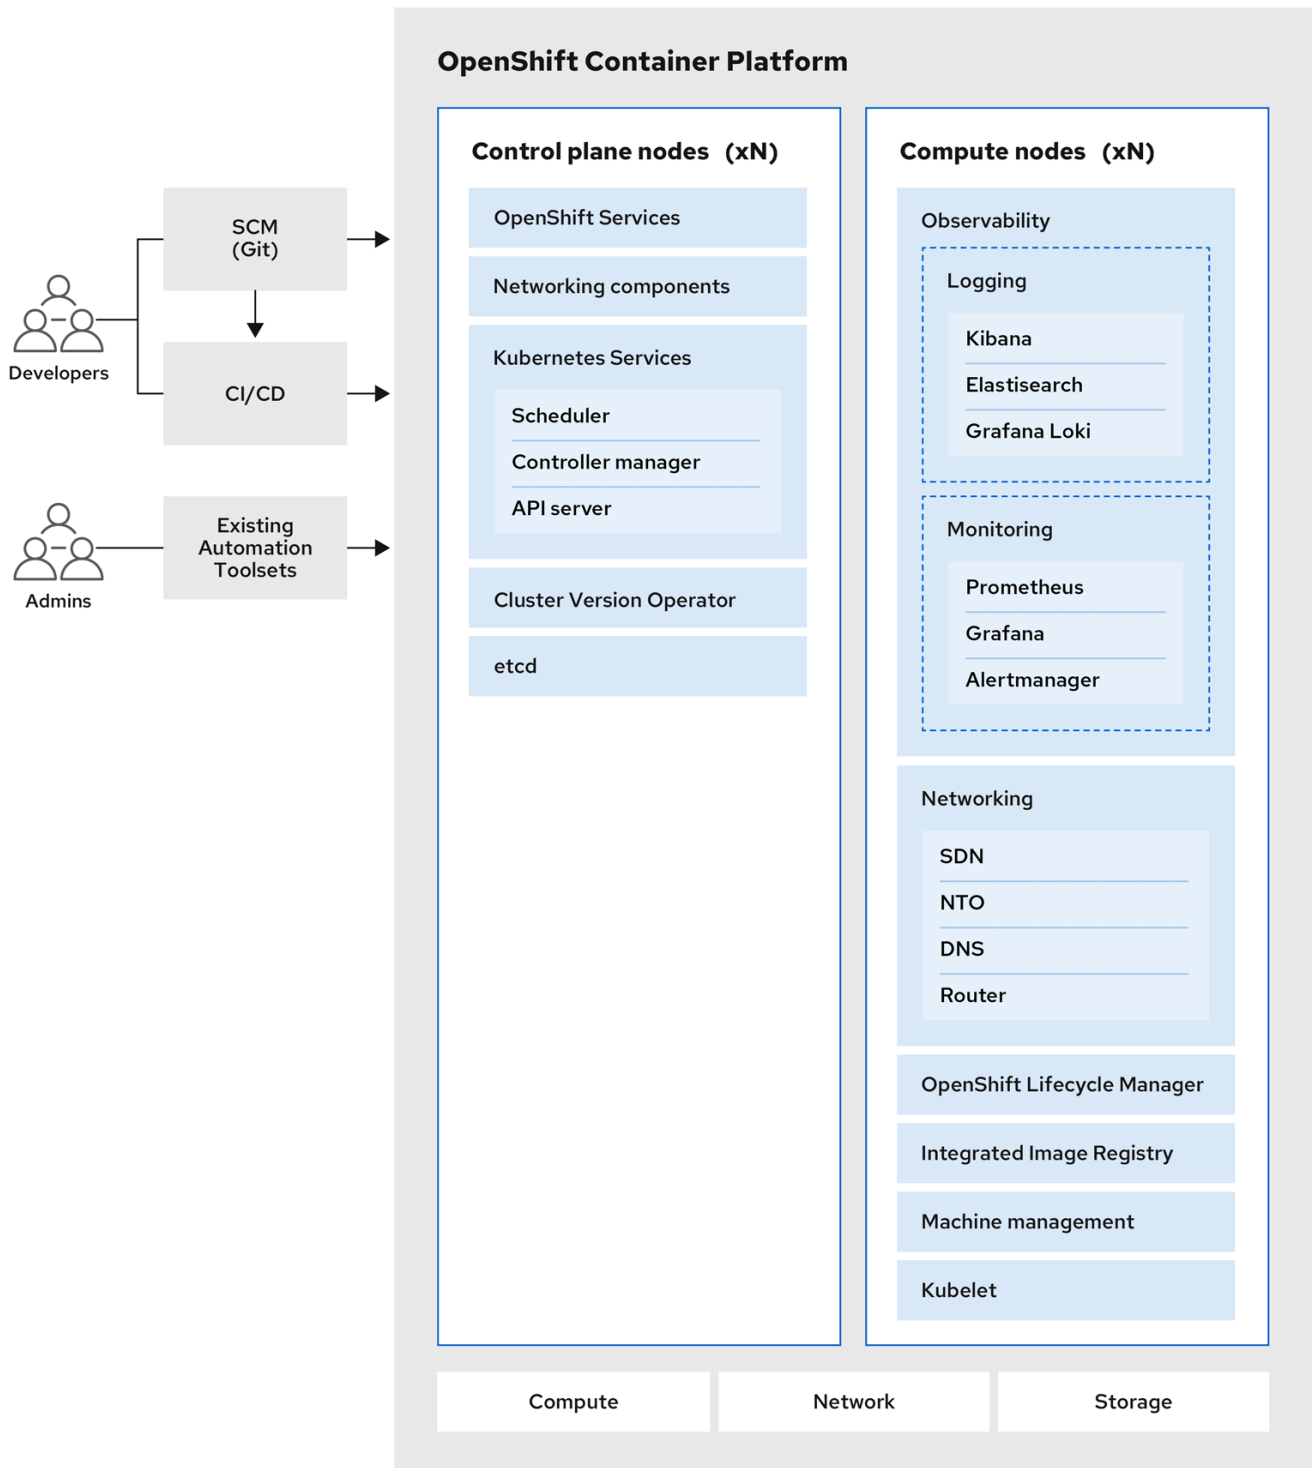 OpenShift Container Platform
SCM
(Git)
CI/CD
Developers
Existing
Automation
Toolsets
Admins
Control plane nodes (xN)
OpenShift Services
Networking components
Kubernetes Services
Scheduler
Controller manager
API server
Cluster Version Operator
etcd
Compute nodes (xN)
Observability
Logging
Kibana
Elastisearch
Grafana Loki
Monitoring
Prometheus
Grafana
Alertmanager
Networking
SDN
NTO
DNS
Router
OpenShift Lifecycle Manager
Integrated Image Registry
Machine management
Kubelet
Compute
Network
Storage